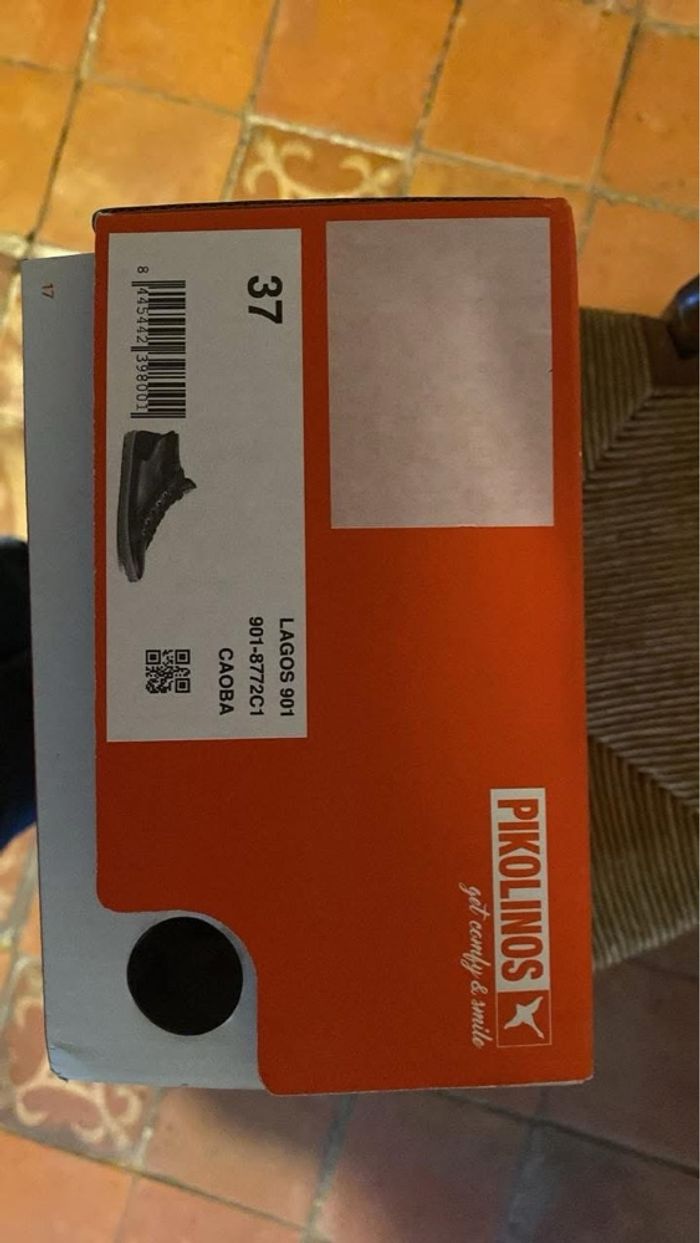 37
8 445442 398001
LAGOS 901
901-8772C1
CAOBA
PIKOLINOS
get comfy & smile
17